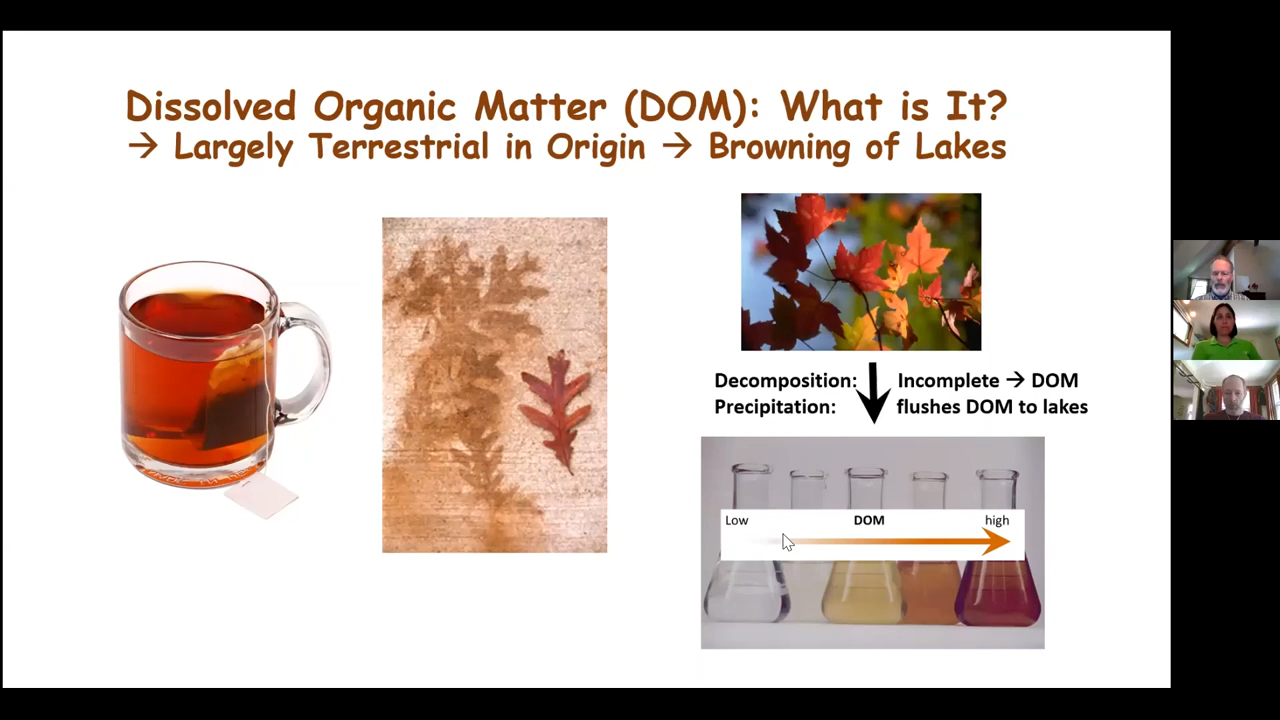 Dissolved Organic Matter (DOM): What is It?
→ Largely Terrestrial in Origin → Browning of Lakes
Decomposition: Incomplete → DOM
Precipitation: flushes DOM to lakes
Low DOM high